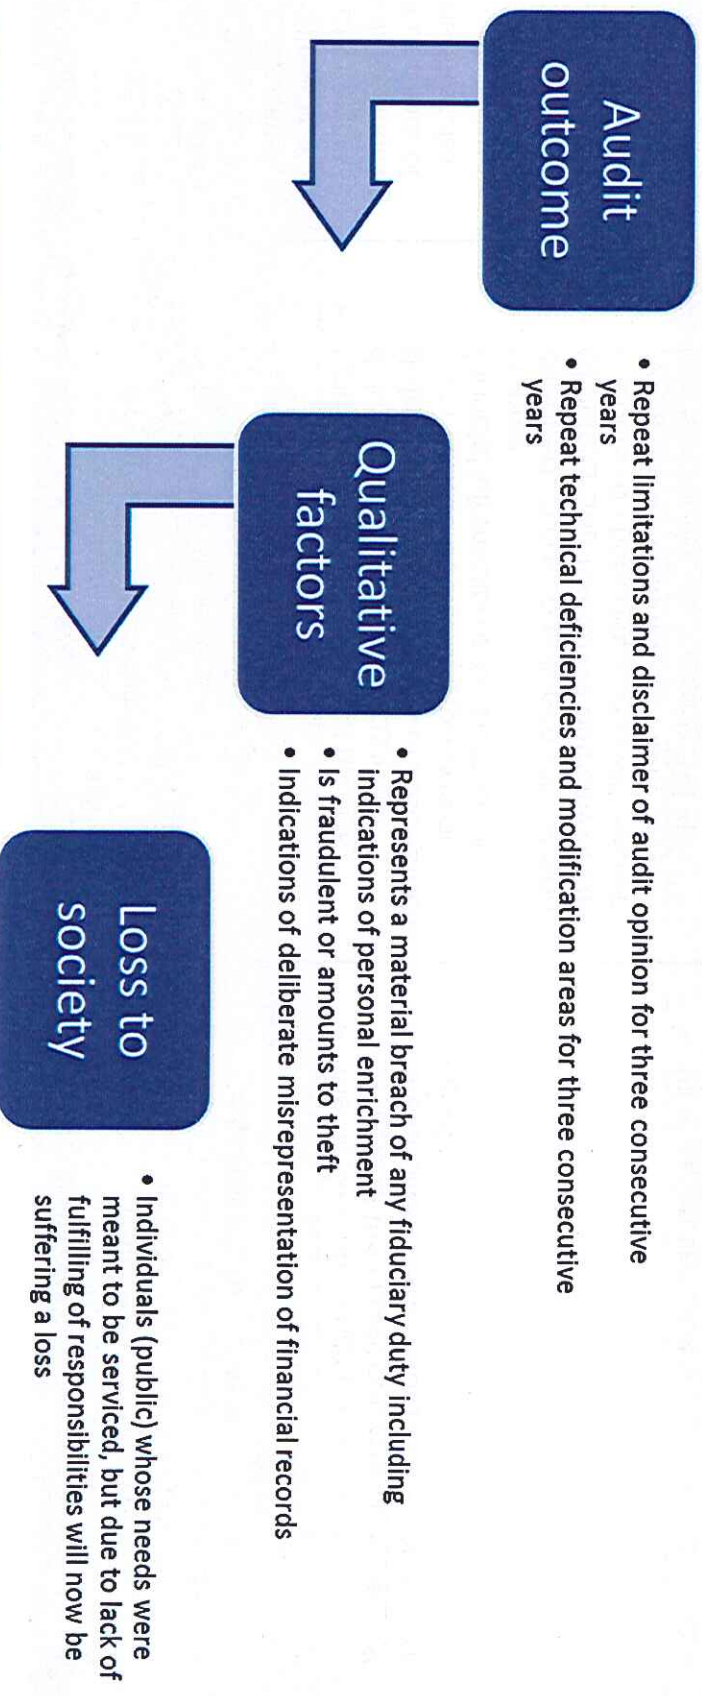 Audit
outcome
• Repeat limitations and disclaimer of audit opinion for three consecutive
years
• Repeat technical deficiencies and modification areas for three consecutive
years
Qualitative
factors
• Represents a material breach of any fiduciary duty including
indications of personal enrichment
• Is fraudulent or amounts to theft
• Indications of deliberate misrepresentation of financial records
Loss to
society
• Individuals (public) whose needs were
meant to be serviced, but due to lack of
fulfilling of responsibilities will now be
suffering a loss